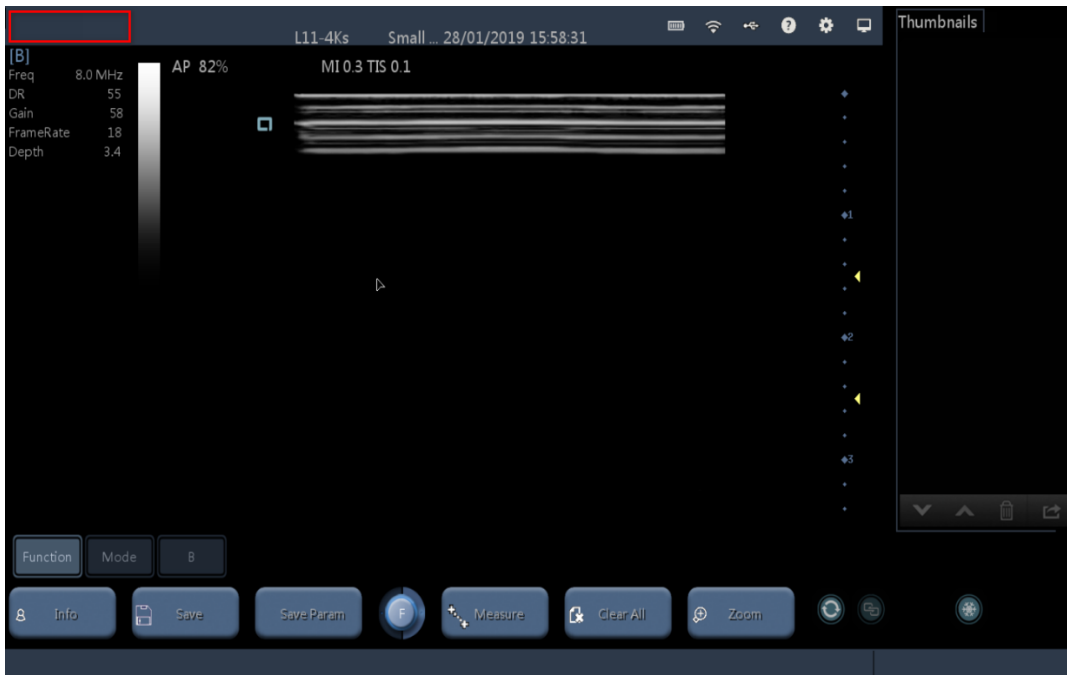 L11-4Ks Small ... 28/01/2019 15:58:31
Thumbnails
[B]
Freq 8.0 MHz
DR 55
Gain 58
FrameRate 18
Depth 3.4
AP 82%
MI 0.3 TIS 0.1
1
2
3
Function Mode B
Info Save Save Param F Measure Clear All Zoom